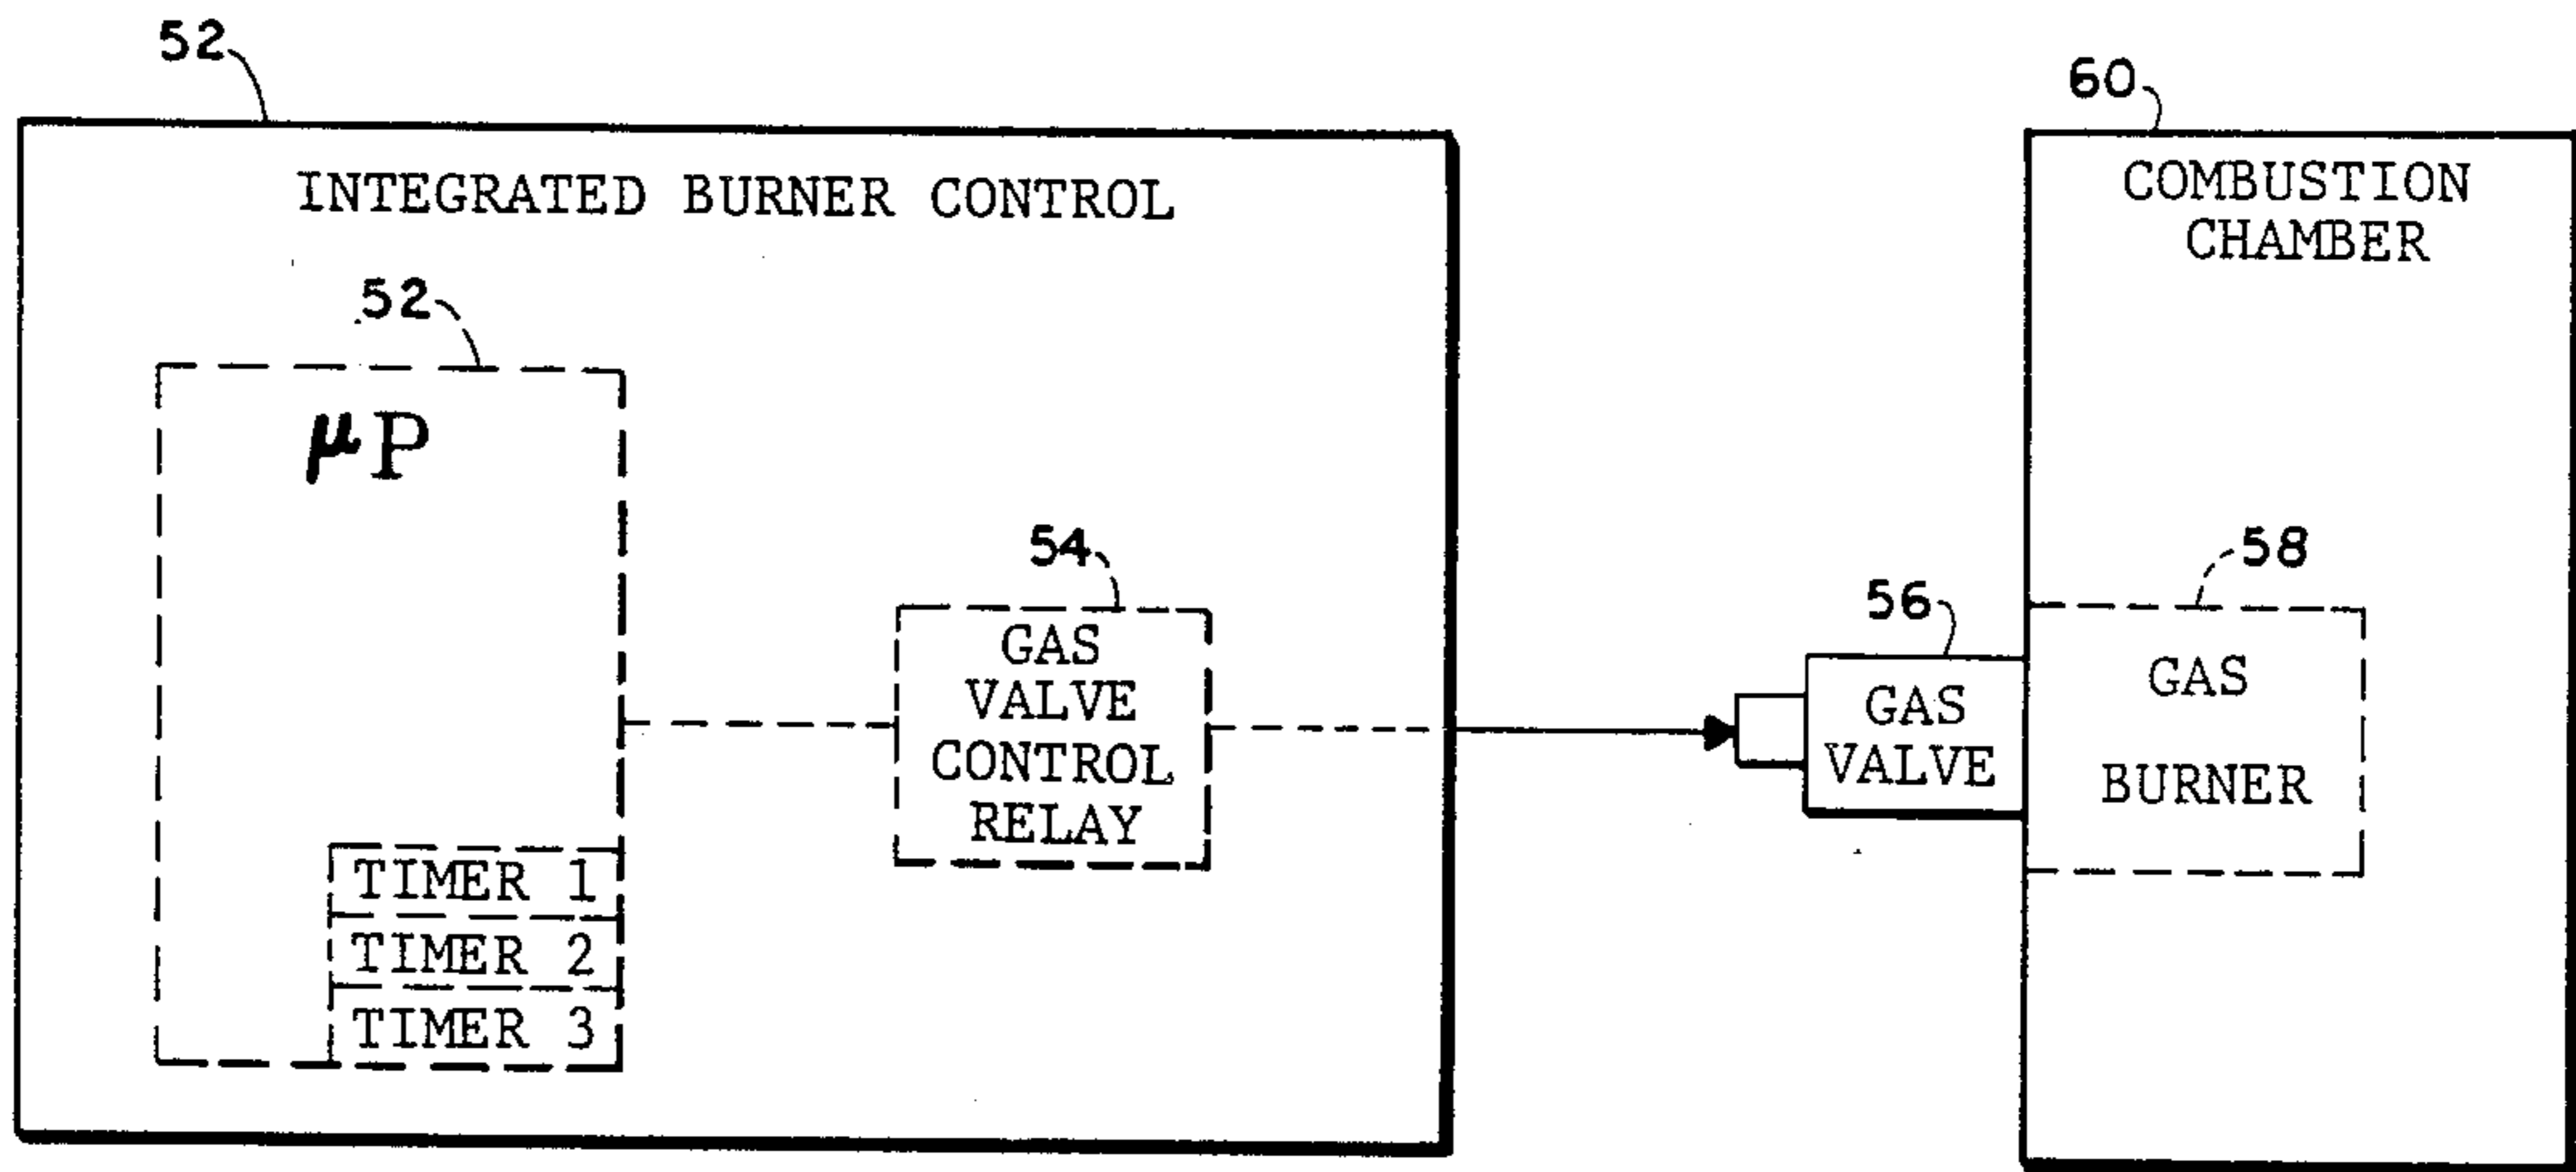 52
60
INTEGRATED BURNER CONTROL
COMBUSTION
CHAMBER
52
µP
54
GAS
VALVE
CONTROL
RELAY
56
GAS
VALVE
58
GAS
BURNER
TIMER 1
TIMER 2
TIMER 3